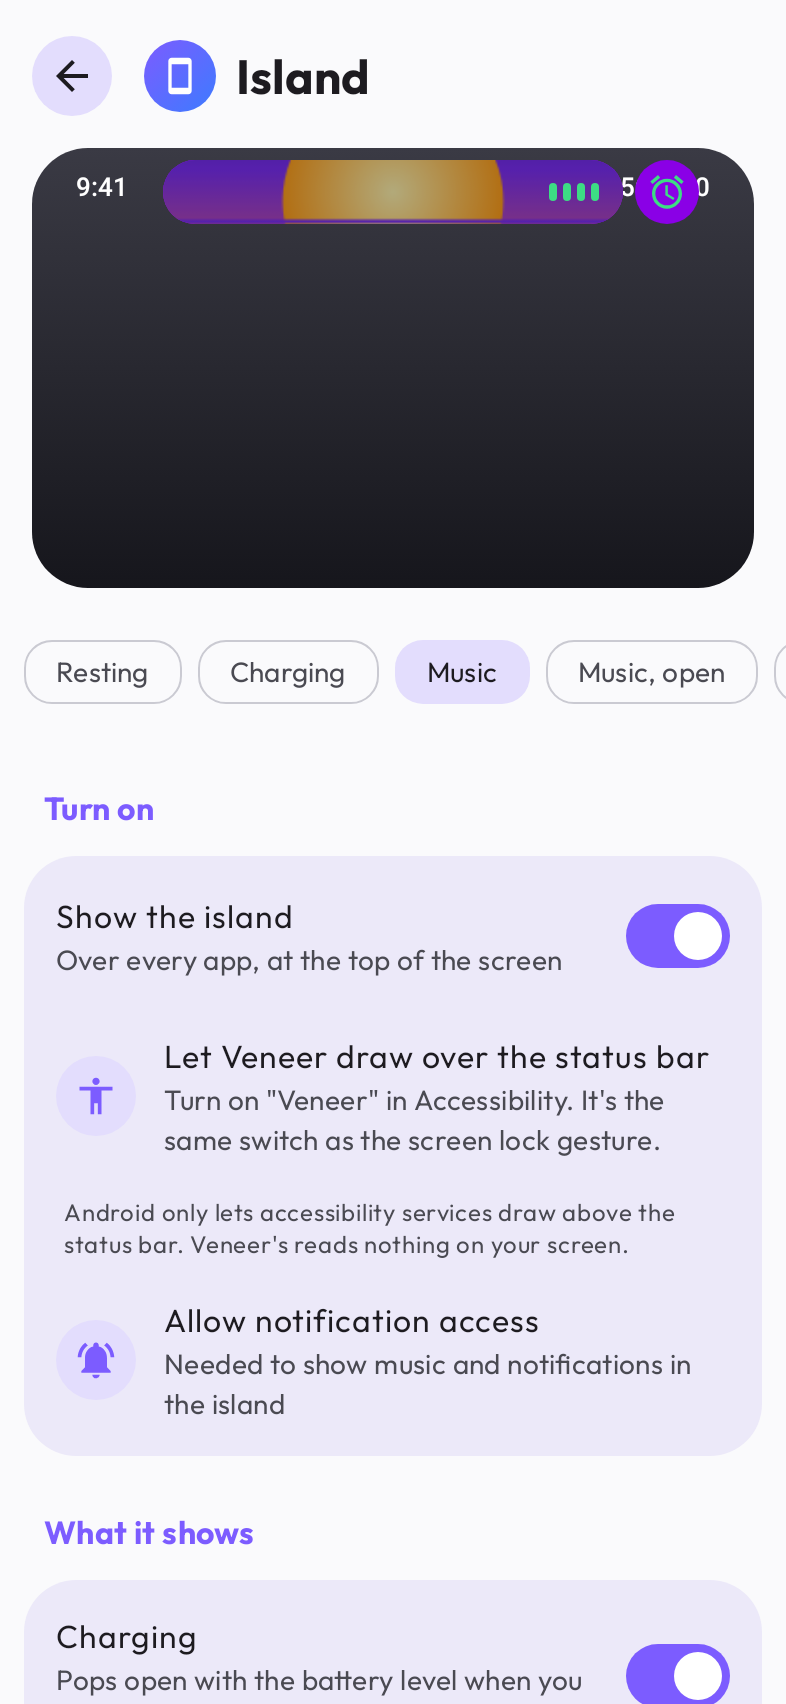 Island
9:41
5
0
Resting
Charging
Music
Music, open
Turn on
Show the island
Over every app, at the top of the screen
Let Veneer draw over the status bar
Turn on "Veneer" in Accessibility. It's the
same switch as the screen lock gesture.
Android only lets accessibility services draw above the
status bar. Veneer's reads nothing on your screen.
Allow notification access
Needed to show music and notifications in
the island
What it shows
Charging
Pops open with the battery level when you